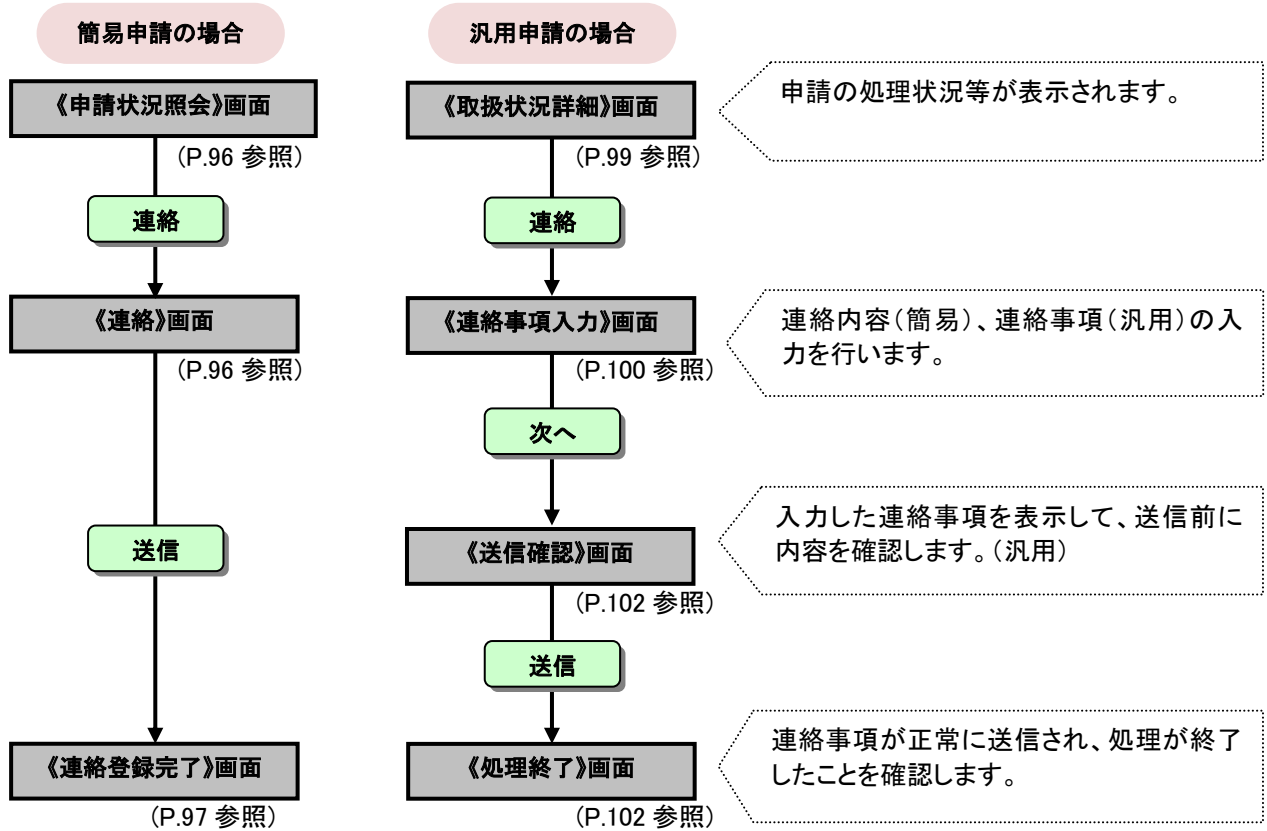 簡易申請の場合
汎用申請の場合
《申請状況照会》画面
(P.96 参照)
《取扱状況詳細》画面
(P.99 参照)
申請の処理状況等が表示されます。
連絡
連絡
《連絡》画面
(P.96 参照)
《連絡事項入力》画面
(P.100 参照)
連絡内容(簡易)、連絡事項(汎用)の入
力を行います。
次へ
送信
《送信確認》画面
(P.102 参照)
入力した連絡事項を表示して、送信前に
内容を確認します。(汎用)
送信
《連絡登録完了》画面
(P.97 参照)
《処理終了》画面
(P.102 参照)
連絡事項が正常に送信され、処理が終了
したことを確認します。